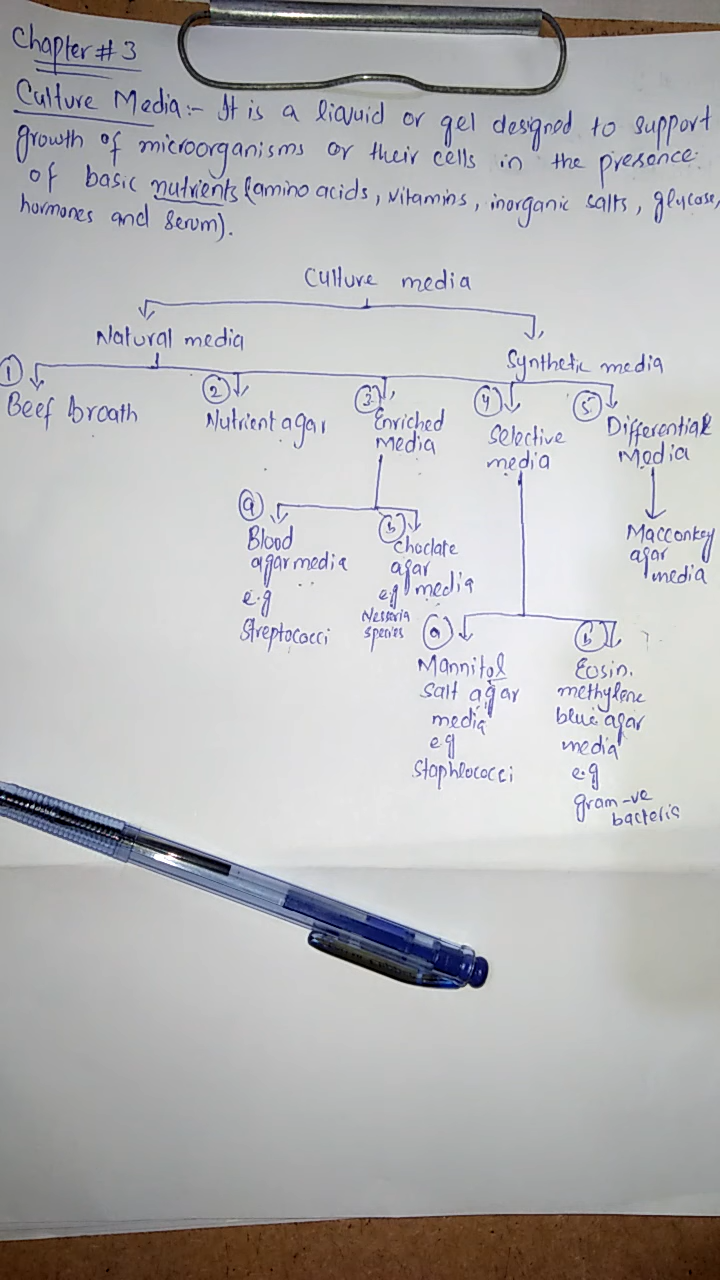 Chapter # 3
Culture Media:- It is a liquid or gel designed to support
growth of microorganisms or their cells in the presence
of basic nutrients (amino acids, vitamins, inorganic salts, glucose,
hormones and serum).
Culture media
Natural media
Synthetic media
① Beef broath
② Nutrient agar
③ Enriched
Media
④ Selective
media
⑤ Differential
Media
ⓐ Blood
agar media
e.g
Streptococci
ⓑ Choclate
agar
media
e.g
Nesseria
species
ⓐ Mannitol
salt agar
media
eg
staphlococci
ⓑ Eosin.
methylene
blue agar
media
e.g
gram -ve
bacteria
Macconkey
agar
media